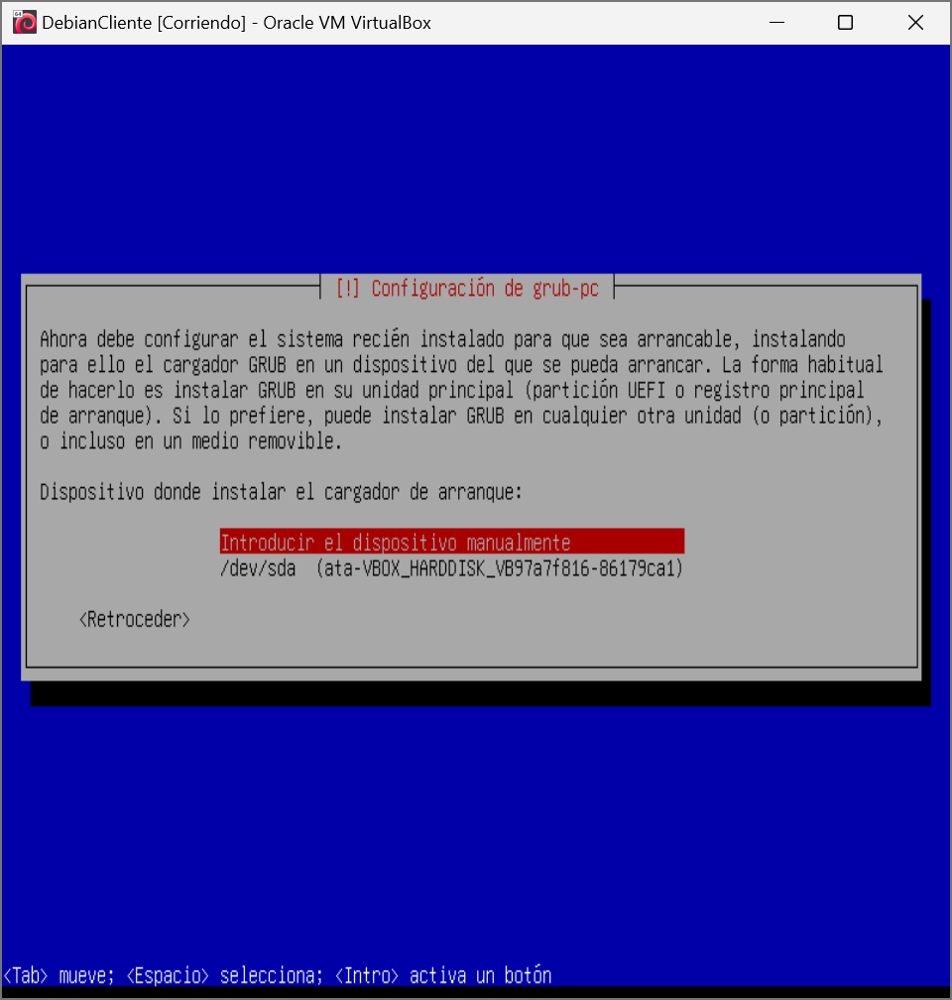 64
DebianCliente [Corriendo] - Oracle VM VirtualBox
[!] Configuración de grub-pc
Ahora debe configurar el sistema recién instalado para que sea arrancable, instalando
para ello el cargador GRUB en un dispositivo del que se pueda arrancar. La forma habitual
de hacerlo es instalar GRUB en su unidad principal (partición UEFI o registro principal
de arranque). Si lo prefiere, puede instalar GRUB en cualquier otra unidad (o partición),
o incluso en un medio removible.
Dispositivo donde instalar el cargador de arranque:
Introducir el dispositivo manualmente
/dev/sda  (ata-VBOX_HARDDISK_VB97a7f816-86179ca1)
<Retroceder>
<Tab> mueve; <Espacio> selecciona; <Intro> activa un botón